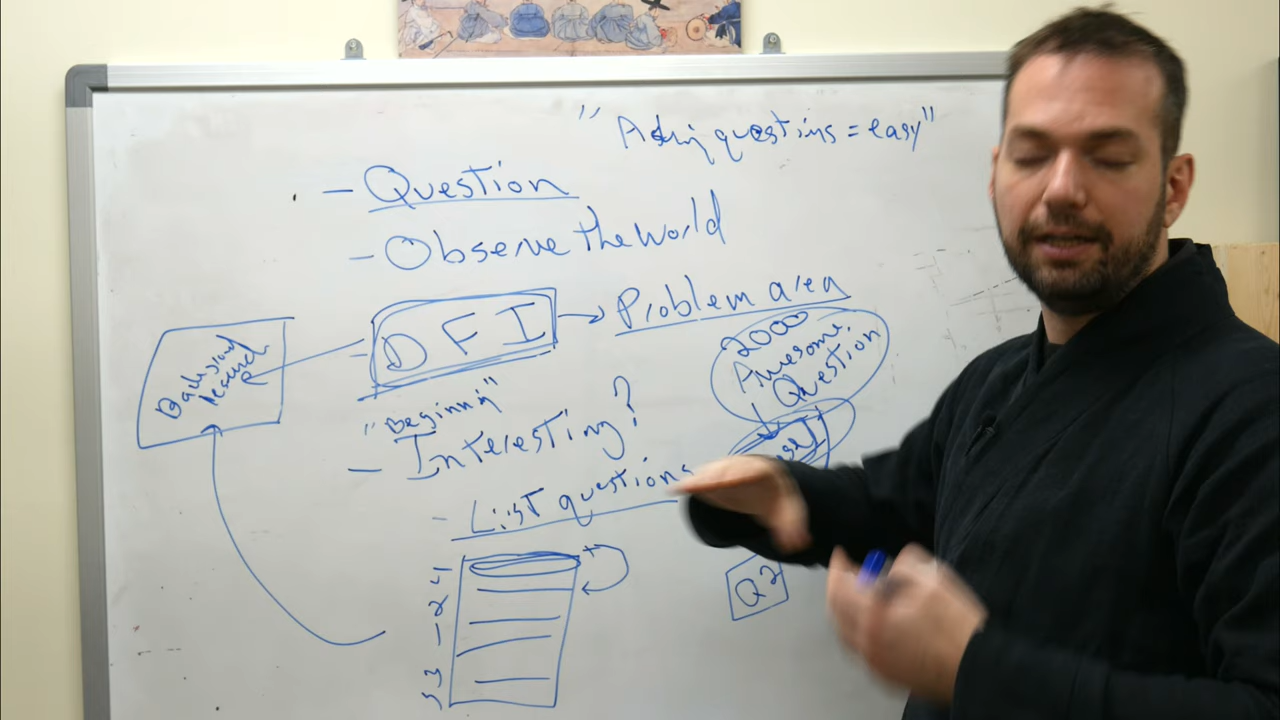 "Asking questions = easy"
- Question
- Observe the World
DFI → Problem area
Background
research
2000
Awesome
Question
"Beginning"
- Interesting?
- List questions
Q2